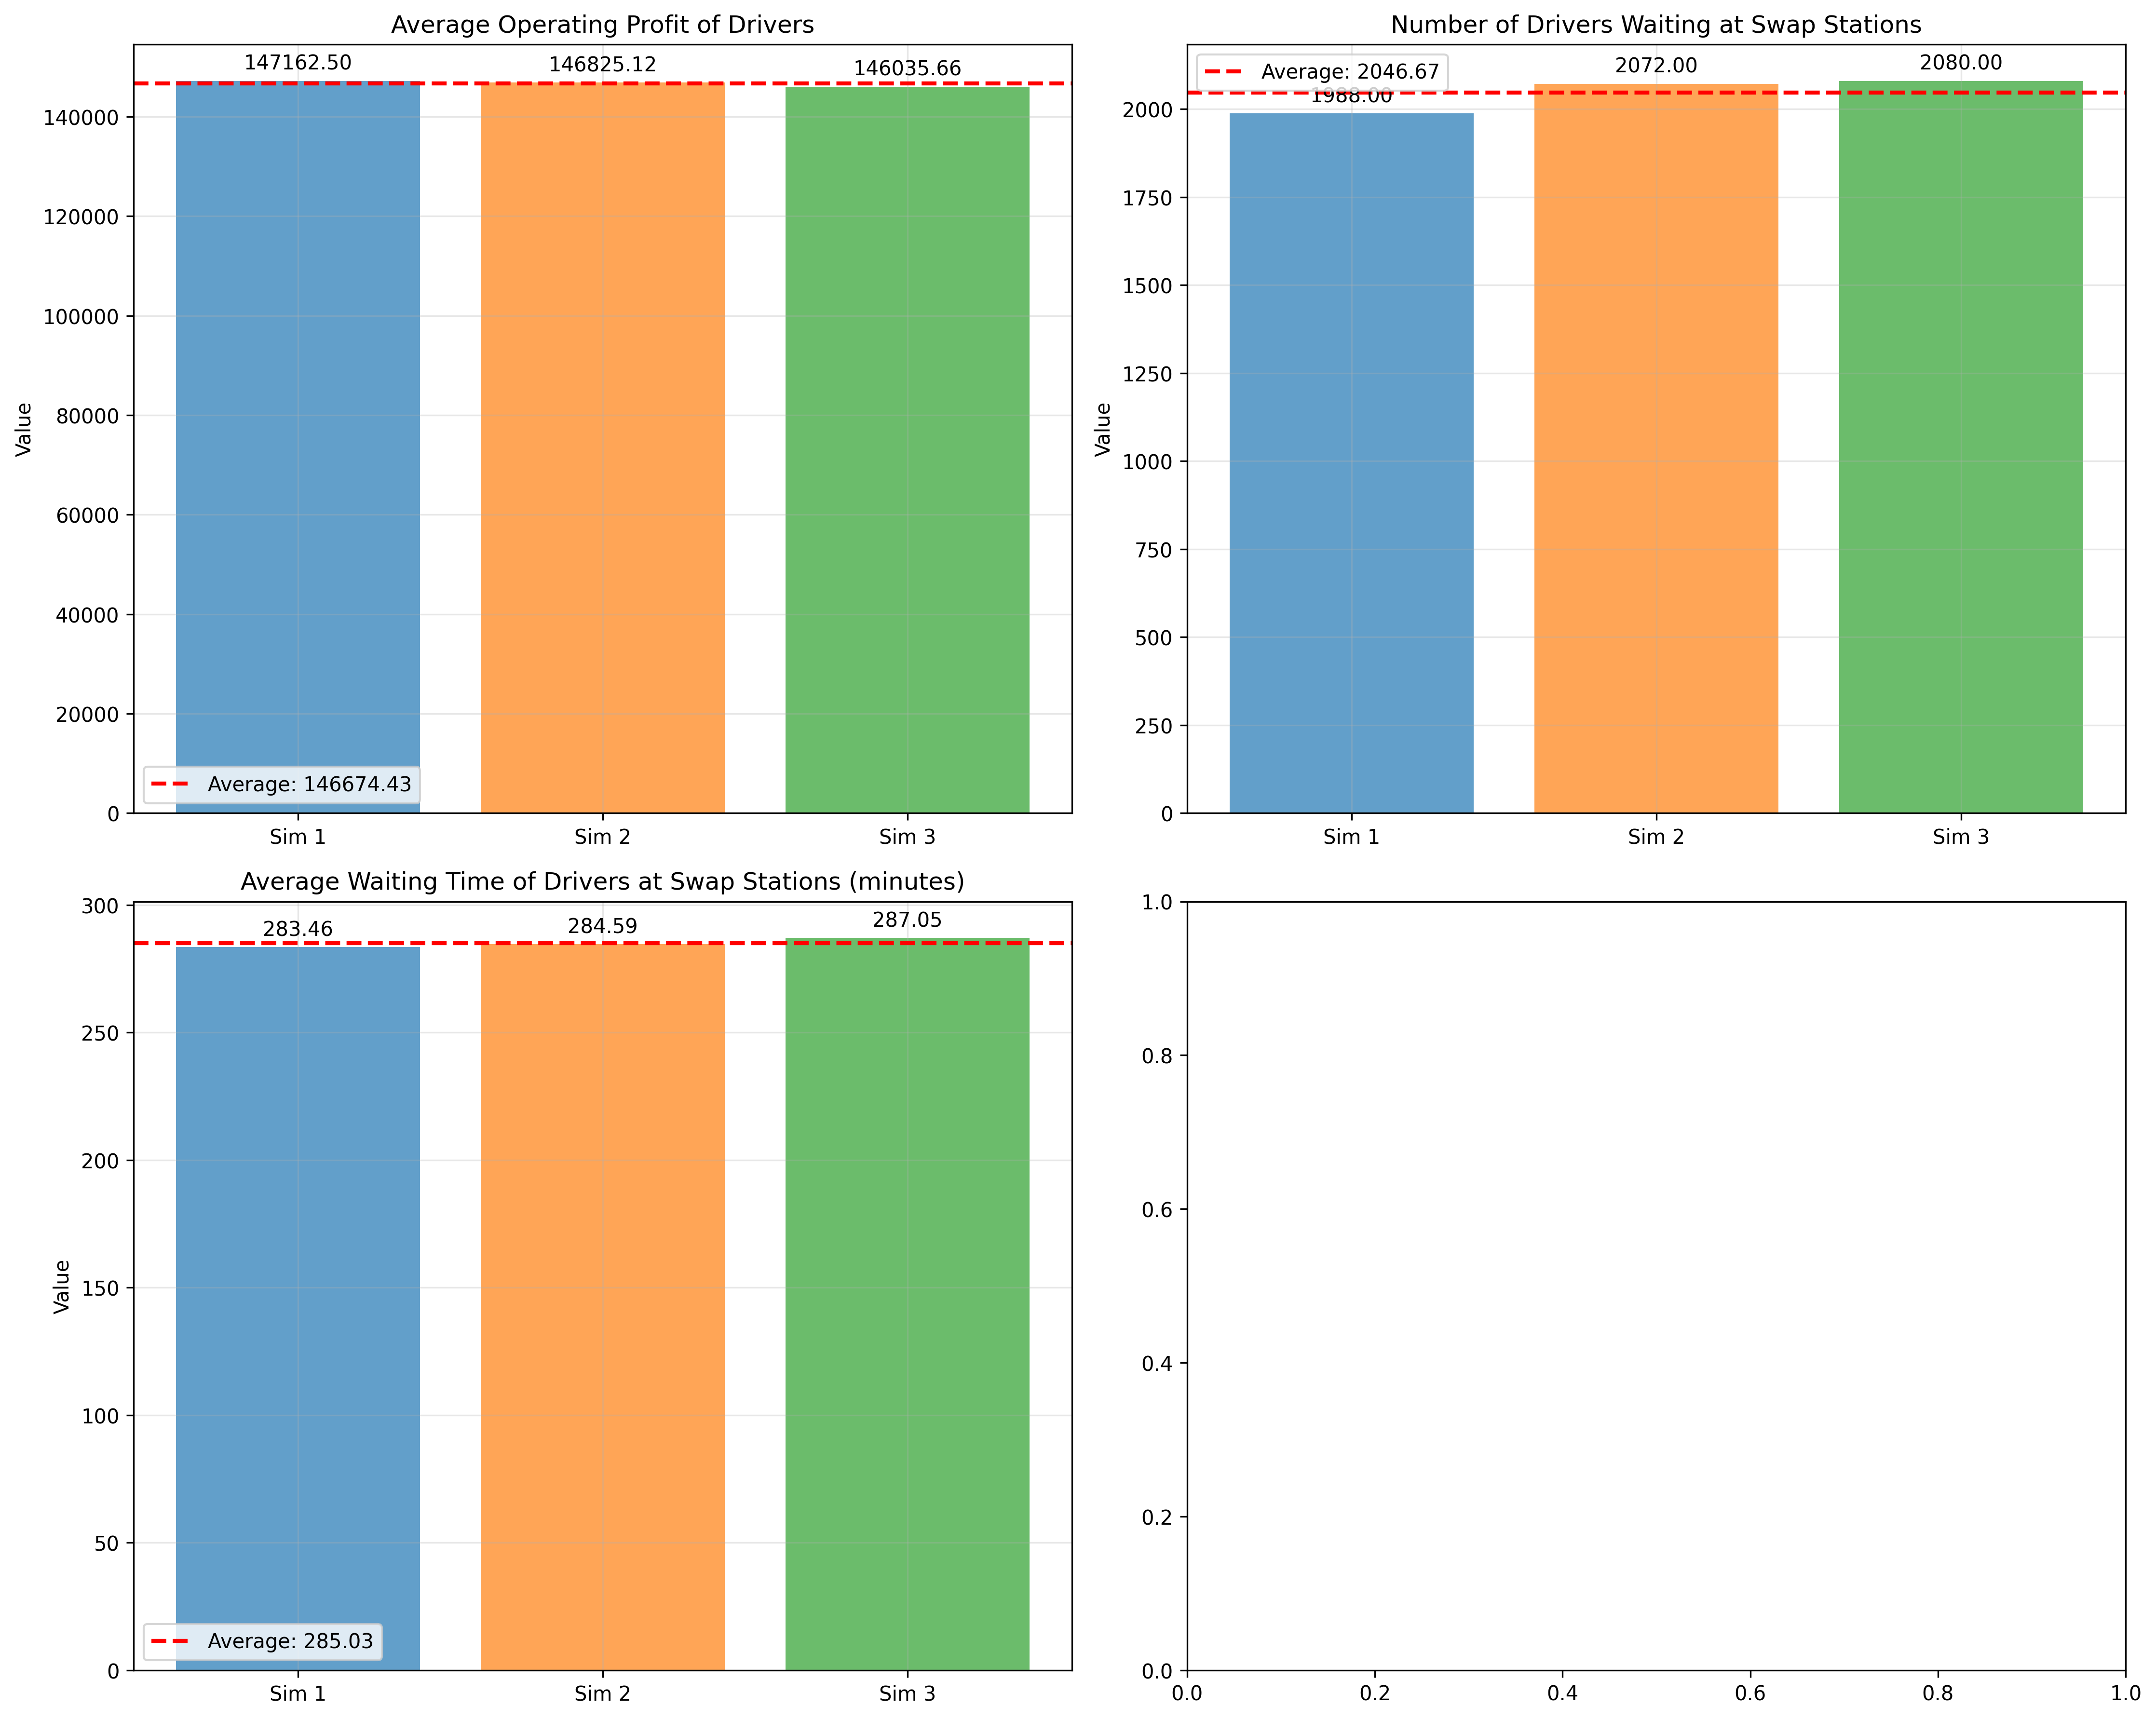 Average Operating Profit of Drivers
147162.50
146825.12
146035.66
Value
140000
120000
100000
80000
60000
40000
20000
0
Average: 146674.43
Sim 1
Sim 2
Sim 3
Number of Drivers Waiting at Swap Stations
Average: 2046.67
1988.00
2072.00
2080.00
Value
2000
1750
1500
1250
1000
750
500
250
0
Sim 1
Sim 2
Sim 3
Average Waiting Time of Drivers at Swap Stations (minutes)
283.46
284.59
287.05
Value
300
250
200
150
100
50
0
Average: 285.03
Sim 1
Sim 2
Sim 3
1.0
0.8
0.6
0.4
0.2
0.0
0.0
0.2
0.4
0.6
0.8
1.0